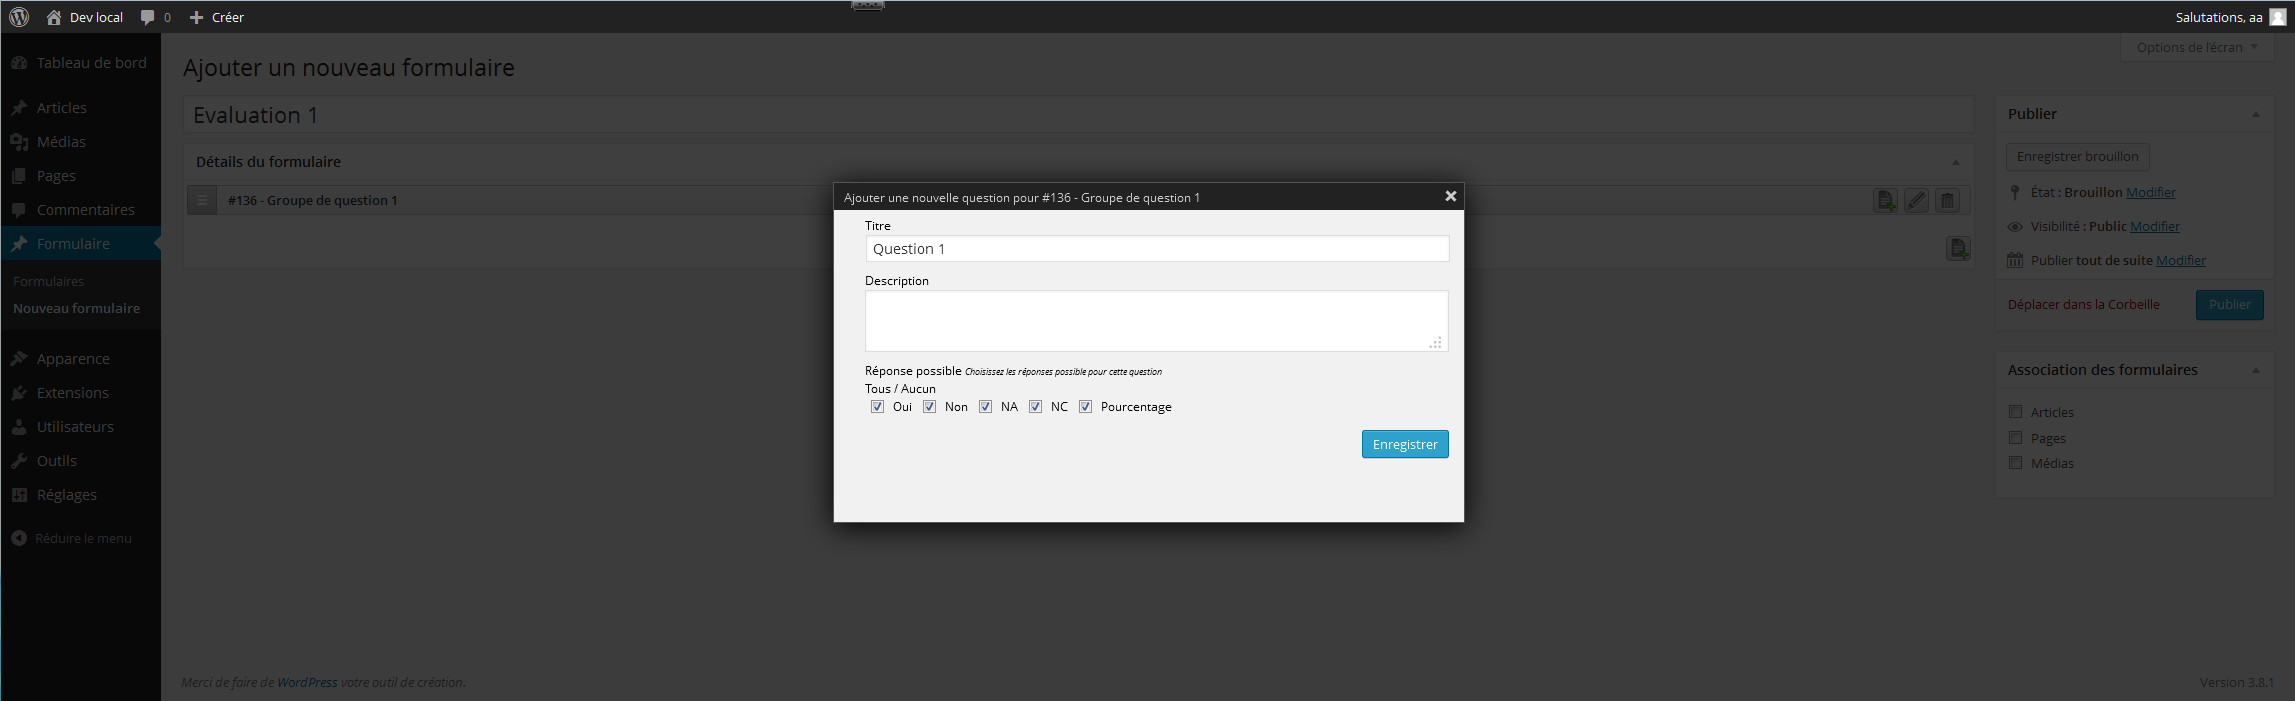 Dev local
0
Créer
Salutations, aa
Tableau de bord
Articles
Médias
Pages
Commentaires
Formulaire
Formulaires
Nouveau formulaire
Apparence
Extensions
Utilisateurs
Outils
Réglages
Réduire le menu
Options de l'écran
Ajouter un nouveau formulaire
Evaluation 1
Détails du formulaire
#136 - Groupe de question 1
Ajouter une nouvelle question pour #136 - Groupe de question 1
Titre
Question 1
Description
Réponse possible Choisissez les réponses possible pour cette question
Tous / Aucun
Oui Non NA NC Pourcentage
Enregistrer
Publier
Enregistrer brouillon
État : Brouillon Modifier
Visibilité : Public Modifier
Publier tout de suite Modifier
Déplacer dans la Corbeille
Publier
Association des formulaires
Articles
Pages
Médias
Merci de faire de WordPress votre outil de création.
Version 3.8.1